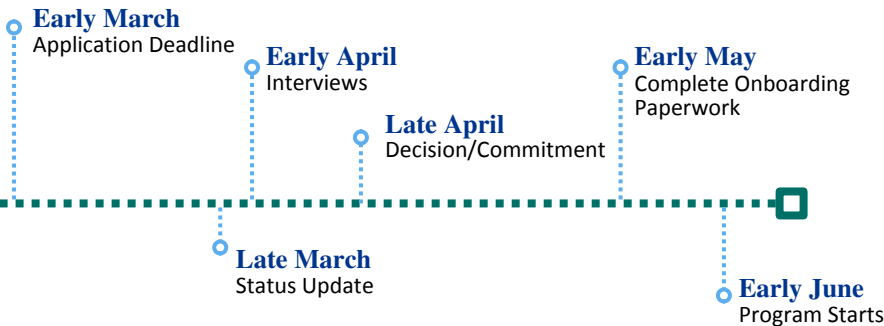 Early March
Application Deadline
Early April
Interviews
Early May
Complete Onboarding
Paperwork
Late April
Decision/Commitment
Late March
Status Update
Early June
Program Starts